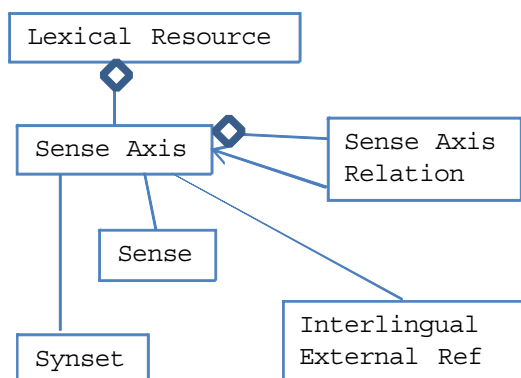 Lexical Resource
Sense Axis
Sense Axis
Relation
Sense
Synset
Interlingual
External Ref